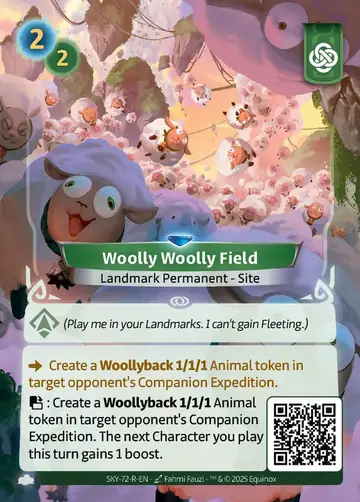 2
2
Woolly Woolly Field
Landmark Permanent - Site
(Play me in your Landmarks. I can't gain Fleeting.)
Create a Woollyback 1/1/1 Animal token in
target opponent's Companion Expedition.
: Create a Woollyback 1/1/1 Animal
token in target opponent's Companion
Expedition. The next Character you play
this turn gains 1 boost.
SKY-72-R-EN - Fahmi Fauzi - ™ & © 2025 Equinox